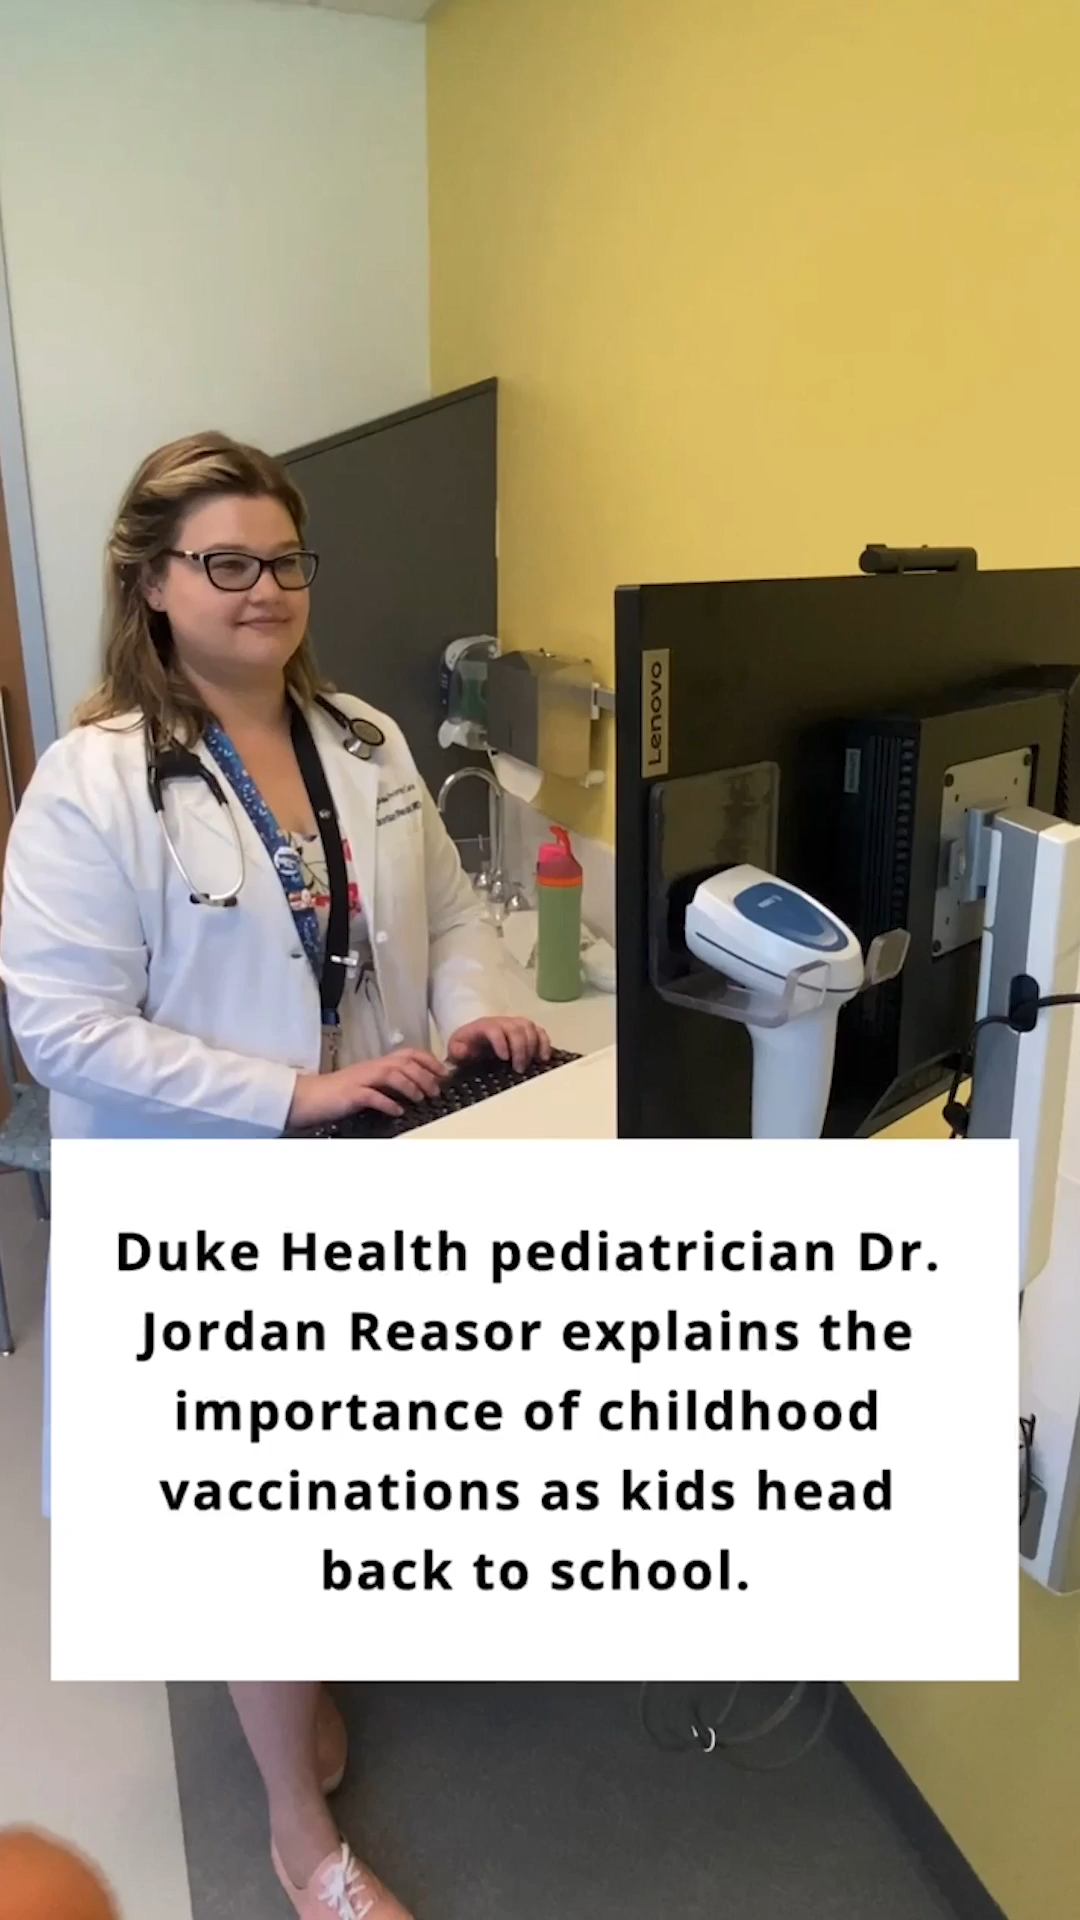 Lenovo
Duke Health pediatrician Dr.
Jordan Reasor explains the
importance of childhood
vaccinations as kids head
back to school.